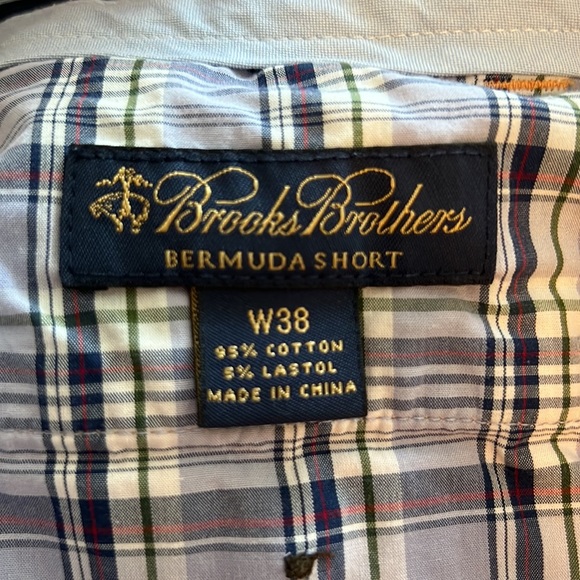 Brooks Brothers
BERMUDA SHORT
W38
95% COTTON
5% LASTOL
MADE IN CHINA